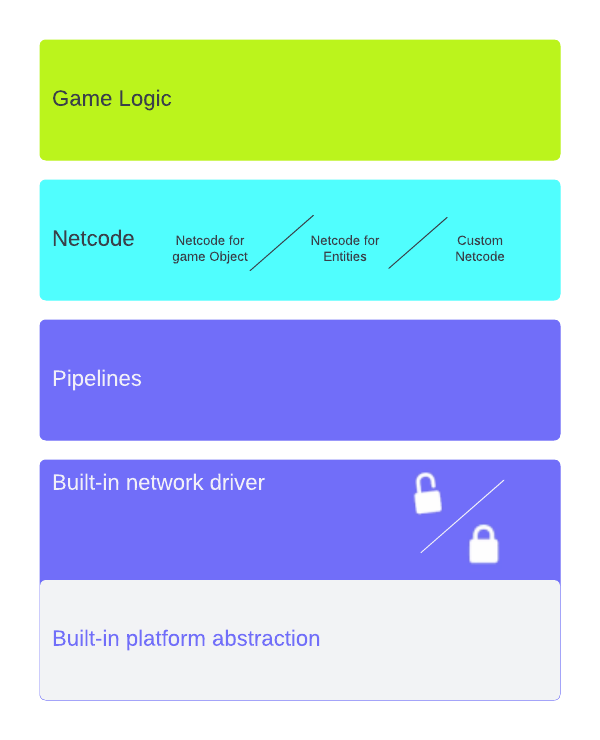 Game Logic
Netcode
Netcode for
game Object
Netcode for
Entities
Custom
Netcode
Pipelines
Built-in network driver
Built-in platform abstraction